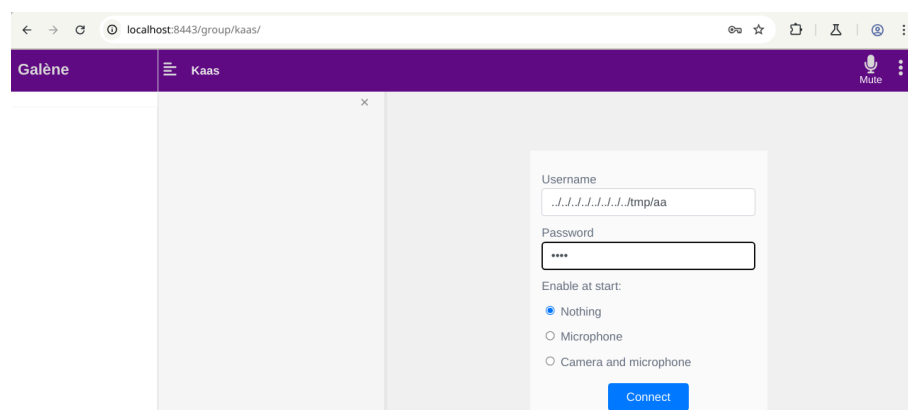 localhost:8443/group/kaas/
Galène
Kaas
Mute
×
Username
../../../../../../../../tmp/aa
Password
••••
Enable at start:
Nothing
Microphone
Camera and microphone
Connect